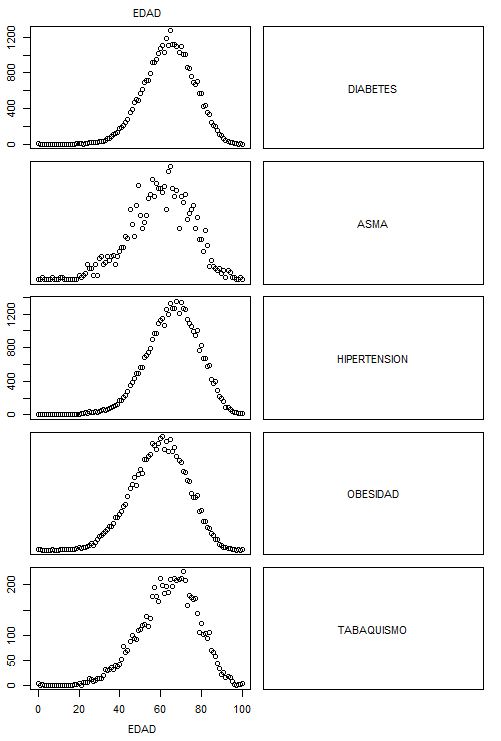 EDAD
1200
800
400
0
DIABETES
ASMA
1200
800
400
0
HIPERTENSION
OBESIDAD
200
100
50
0
TABAQUISMO
0 20 40 60 80 100
EDAD